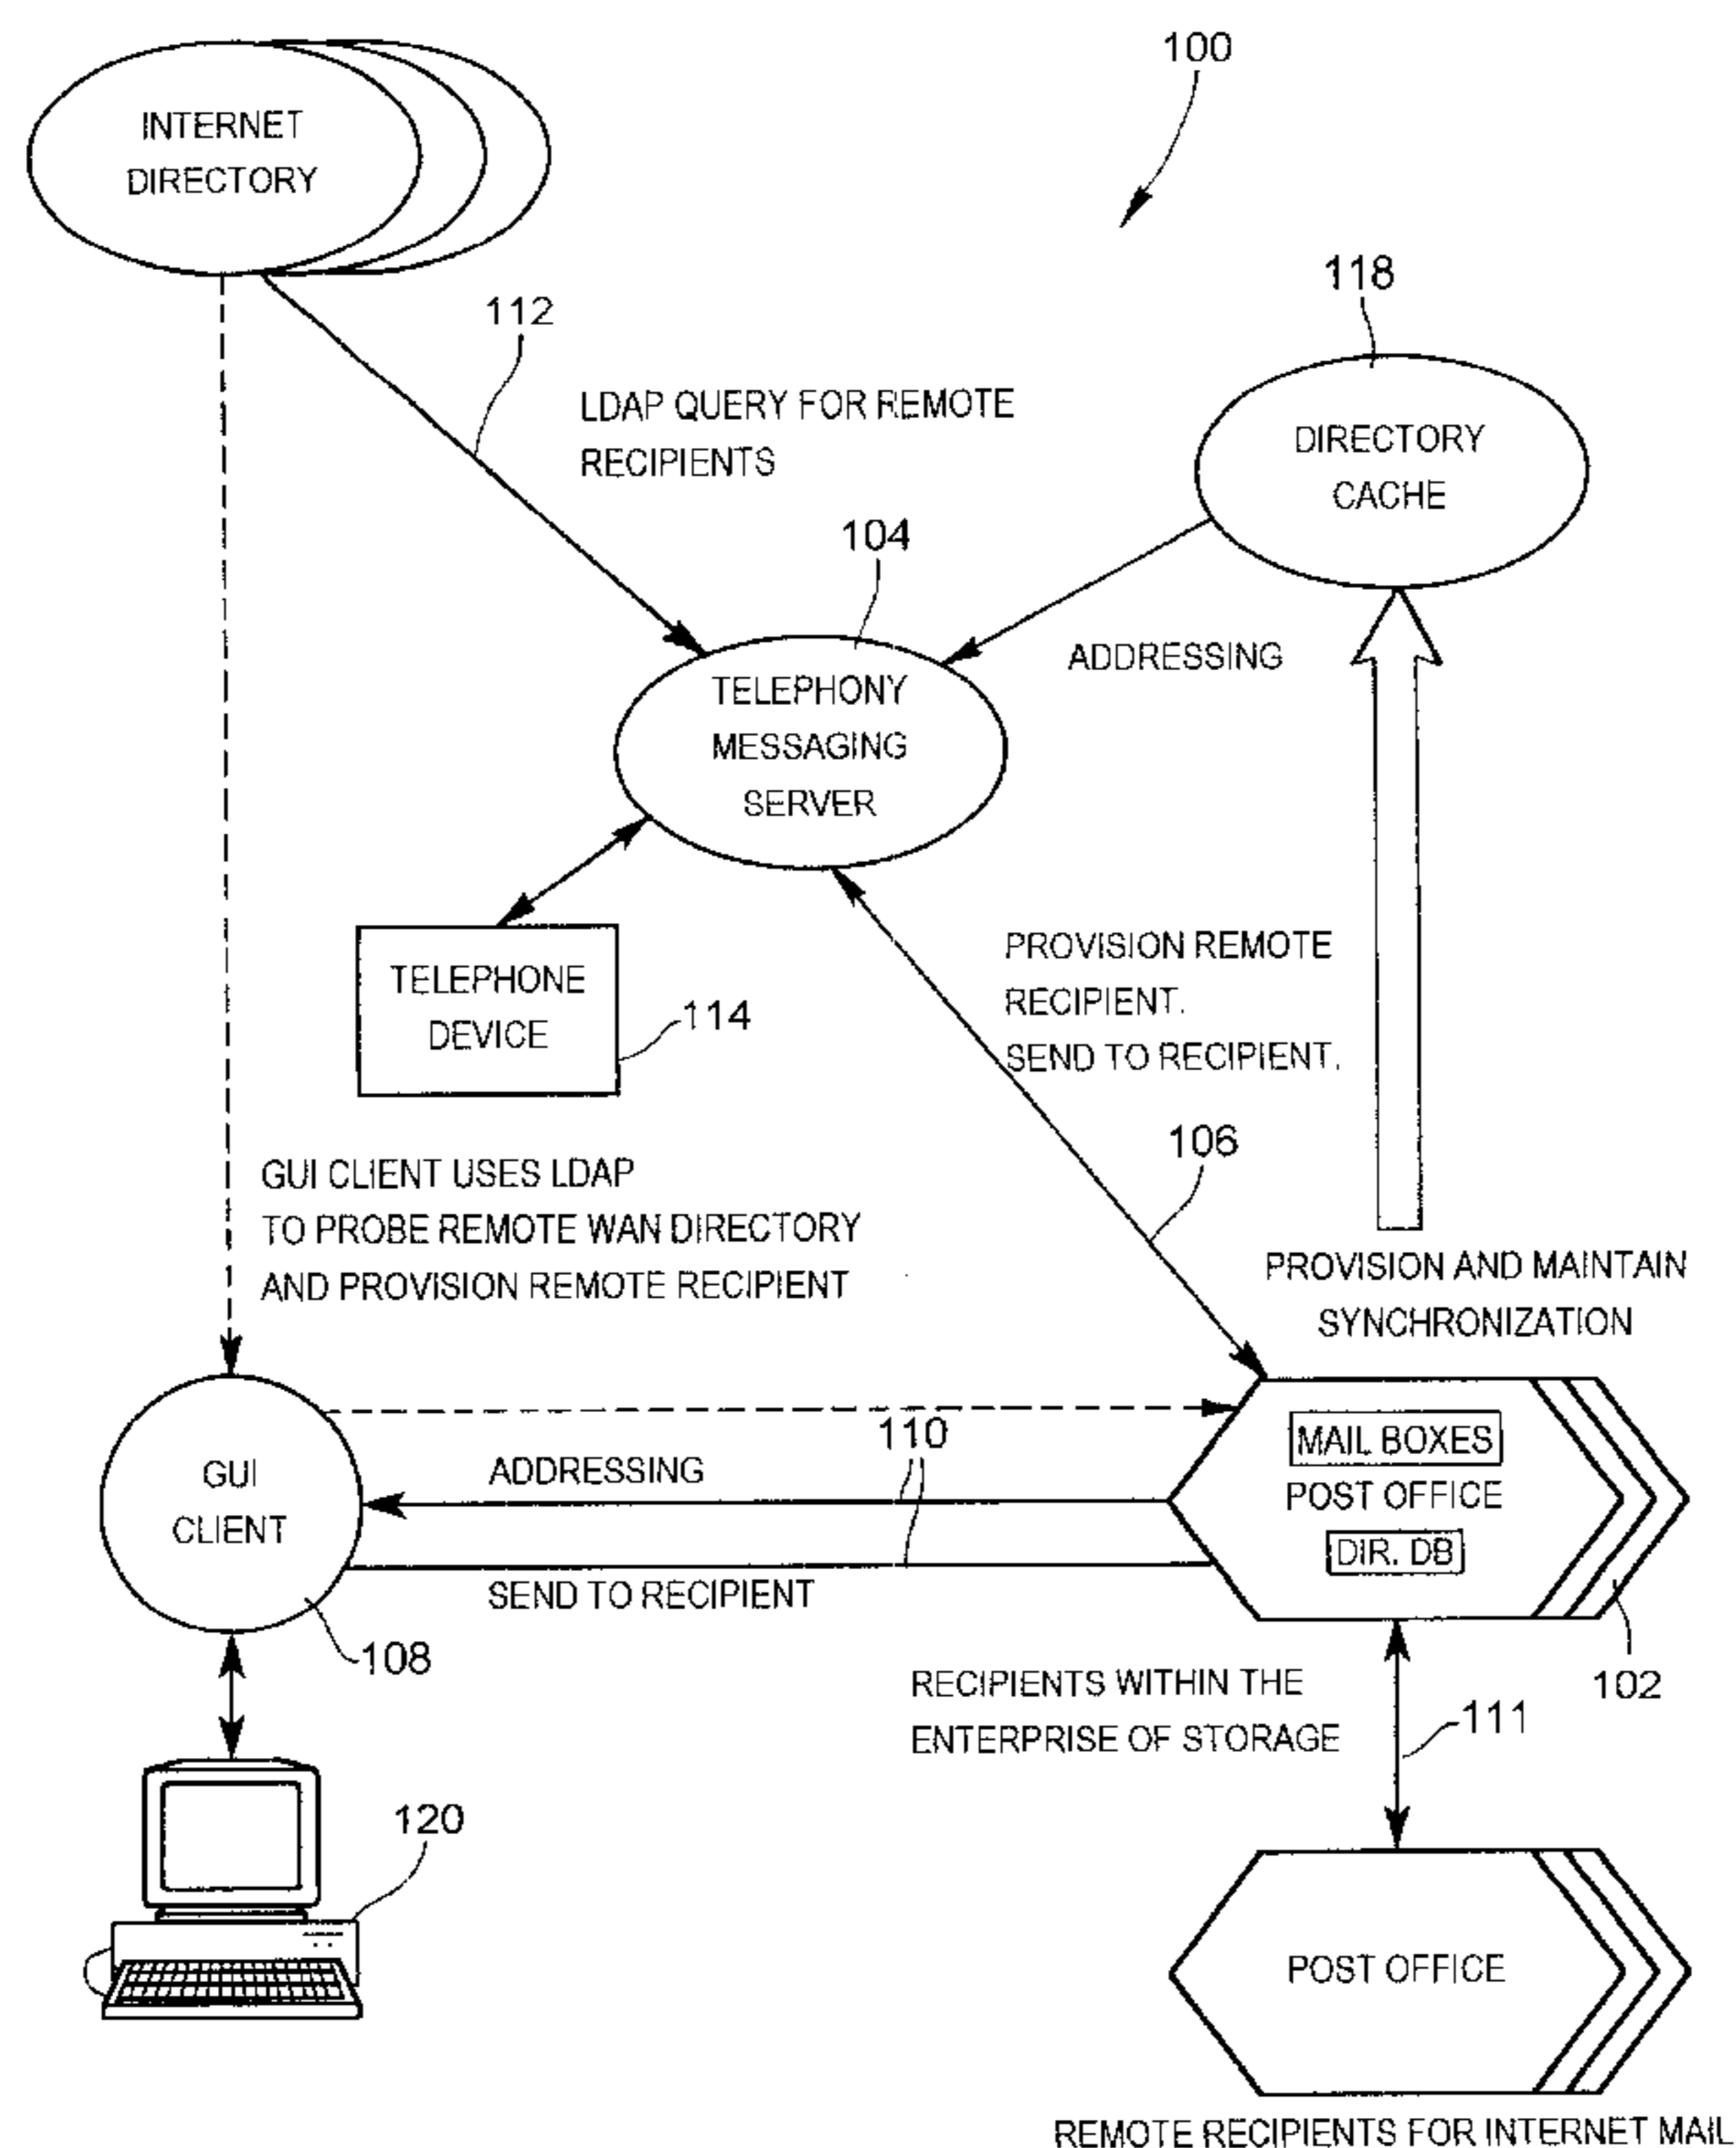 100
INTERNET
DIRECTORY
112
118
LDAP QUERY FOR REMOTE
RECIPIENTS
DIRECTORY
CACHE
104
ADDRESSING
TELEPHONY
MESSAGING
SERVER
PROVISION REMOTE
RECIPIENT.
SEND TO RECIPIENT.
TELEPHONE
DEVICE
114
106
GUI CLIENT USES LDAP
TO PROBE REMOTE WAN DIRECTORY
AND PROVISION REMOTE RECIPIENT
PROVISION AND MAINTAIN
SYNCHRONIZATION
110
MAIL BOXES
POST OFFICE
DIR. DB
ADDRESSING
GUI
CLIENT
SEND TO RECIPIENT
108
102
RECIPIENTS WITHIN THE
ENTERPRISE OF STORAGE
111
120
POST OFFICE
REMOTE RECIPIENTS FOR INTERNET MAIL